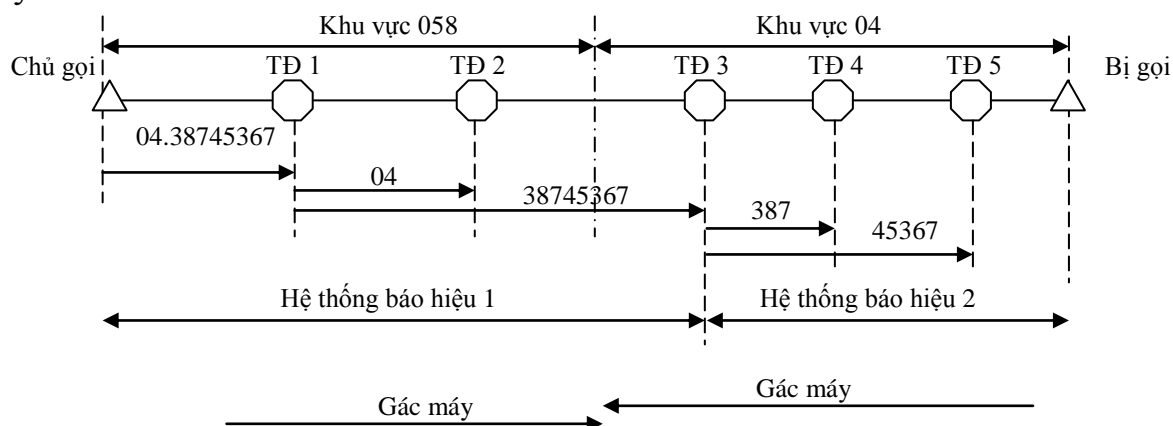 Khu vực 058 Khu vực 04
Chủ gọi TĐ 1 TĐ 2 TĐ 3 TĐ 4 TĐ 5 Bị gọi
04.38745367
04
38745367
387
45367
Hệ thống báo hiệu 1 Hệ thống báo hiệu 2
Gác máy
Gác máy